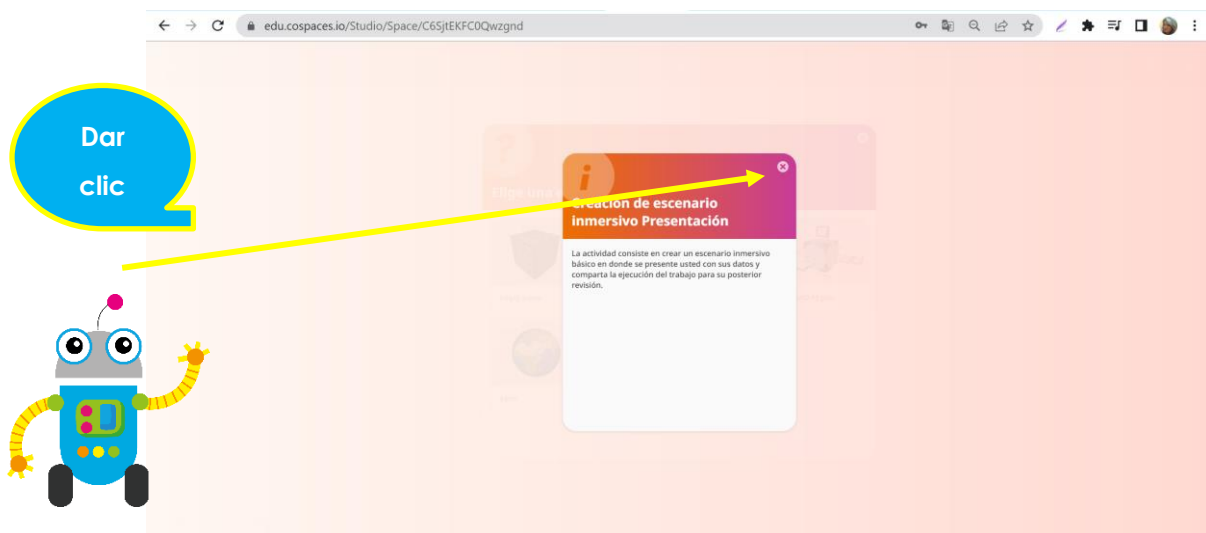 edu.cospaces.io/Studio/Space/C6SjtEKFC0Qwzgnd
Dar
clic
Elige una e
i
Creación de escenario
inmersivo Presentación
La actividad consiste en crear un escenario inmersivo
básico en donde se presente usted con sus datos y
comparta la ejecución del trabajo para su posterior
revisión.